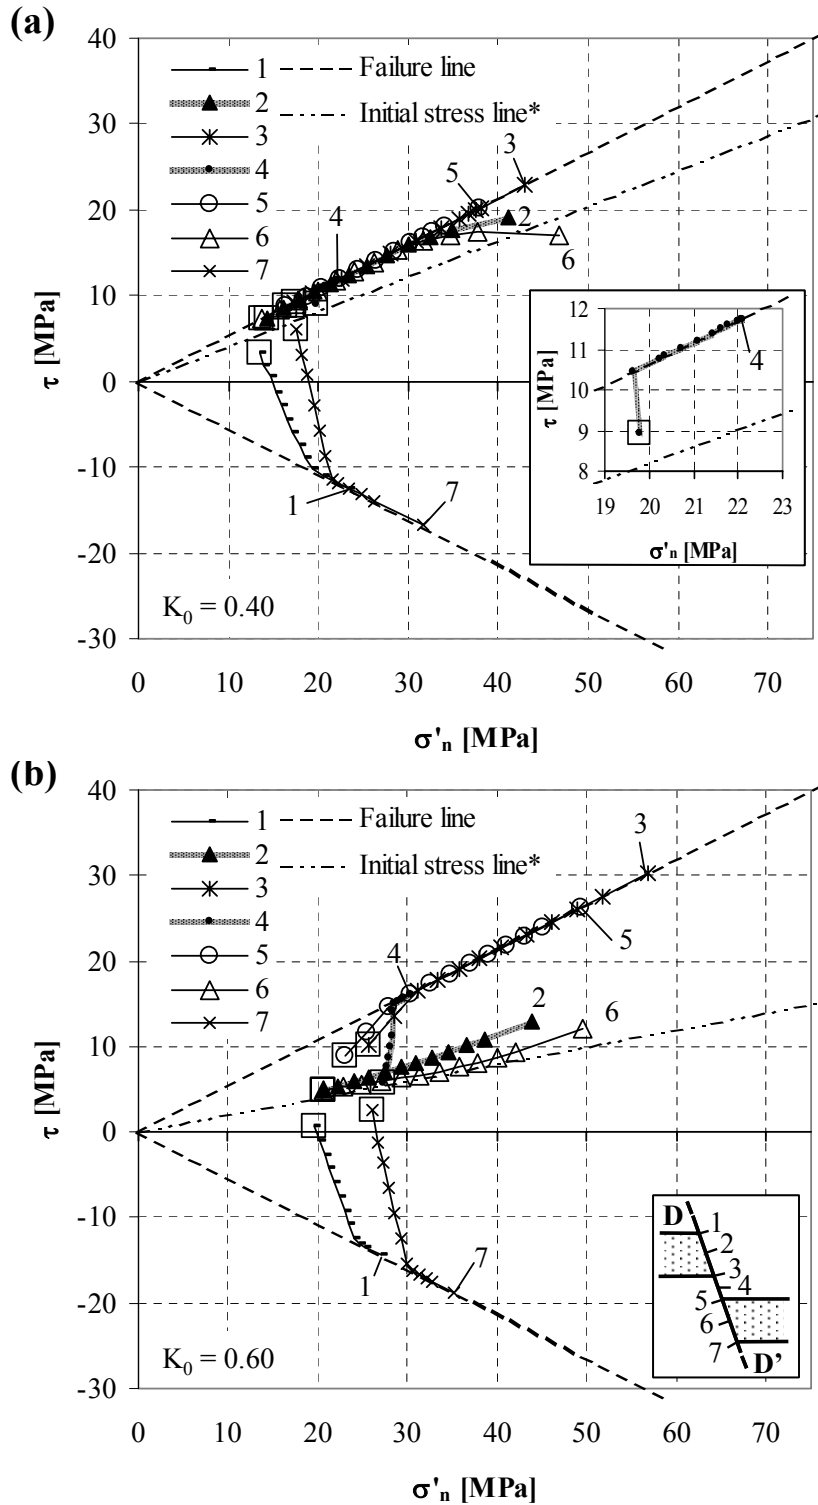 (a)
40
30
20
10
0
-10
-20
-30
τ [MPa]
1 Failure line
2 Initial stress line*
3
4
5
6
7
4
5
3
2
6
1
7
K₀ = 0.40
12
11
10
9
8
τ [MPa]
4
19 20 21 22 23
σ'n [MPa]
0 10 20 30 40 50 60 70
σ'n [MPa]
(b)
40
30
20
10
0
-10
-20
-30
τ [MPa]
1 Failure line
2 Initial stress line*
3
4
5
6
7
3
5
4
2
6
1
7
K₀ = 0.60
D
1
2
3
4
5
6
7
D’
0 10 20 30 40 50 60 70
σ'n [MPa]